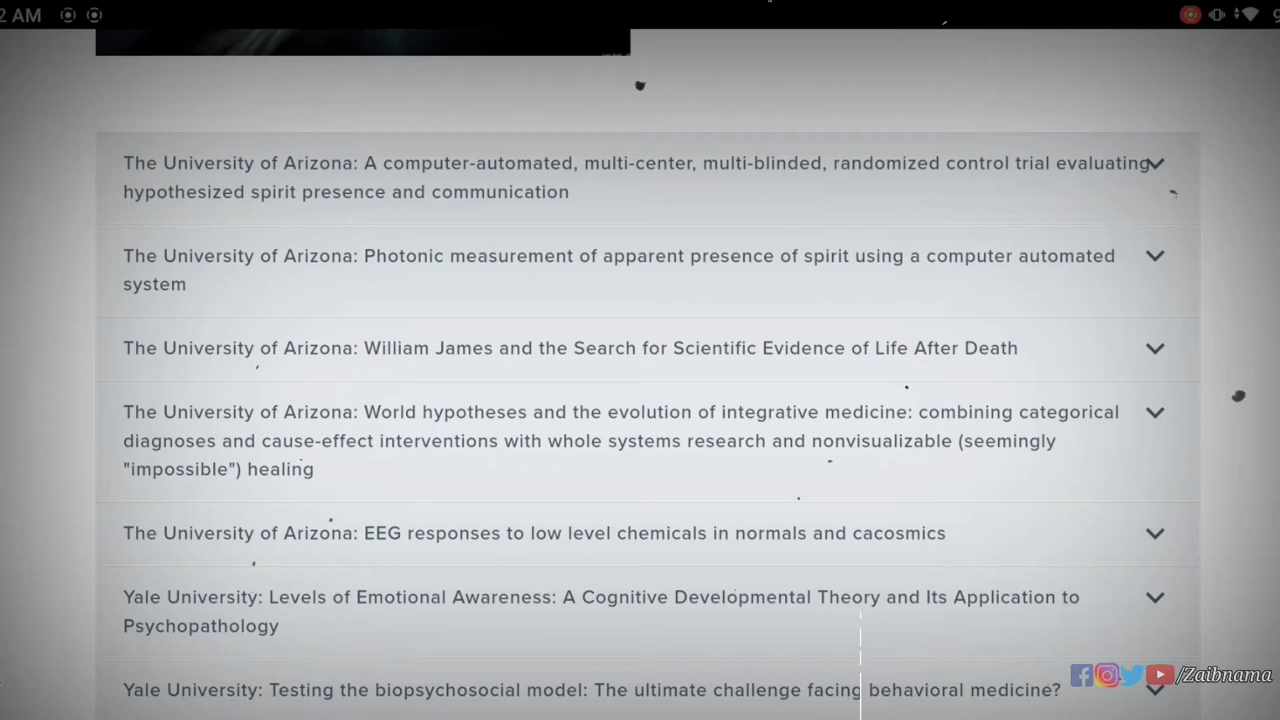 2 AM
The University of Arizona: A computer-automated, multi-center, multi-blinded, randomized control trial evaluating
hypothesized spirit presence and communication
The University of Arizona: Photonic measurement of apparent presence of spirit using a computer automated
system
The University of Arizona: William James and the Search for Scientific Evidence of Life After Death
The University of Arizona: World hypotheses and the evolution of integrative medicine: combining categorical
diagnoses and cause-effect interventions with whole systems research and nonvisualizable (seemingly
"impossible") healing
The University of Arizona: EEG responses to low level chemicals in normals and cacosmics
Yale University: Levels of Emotional Awareness: A Cognitive Developmental Theory and Its Application to
Psychopathology
Yale University: Testing the biopsychosocial model: The ultimate challenge facing behavioral medicine?
/Zaibnama